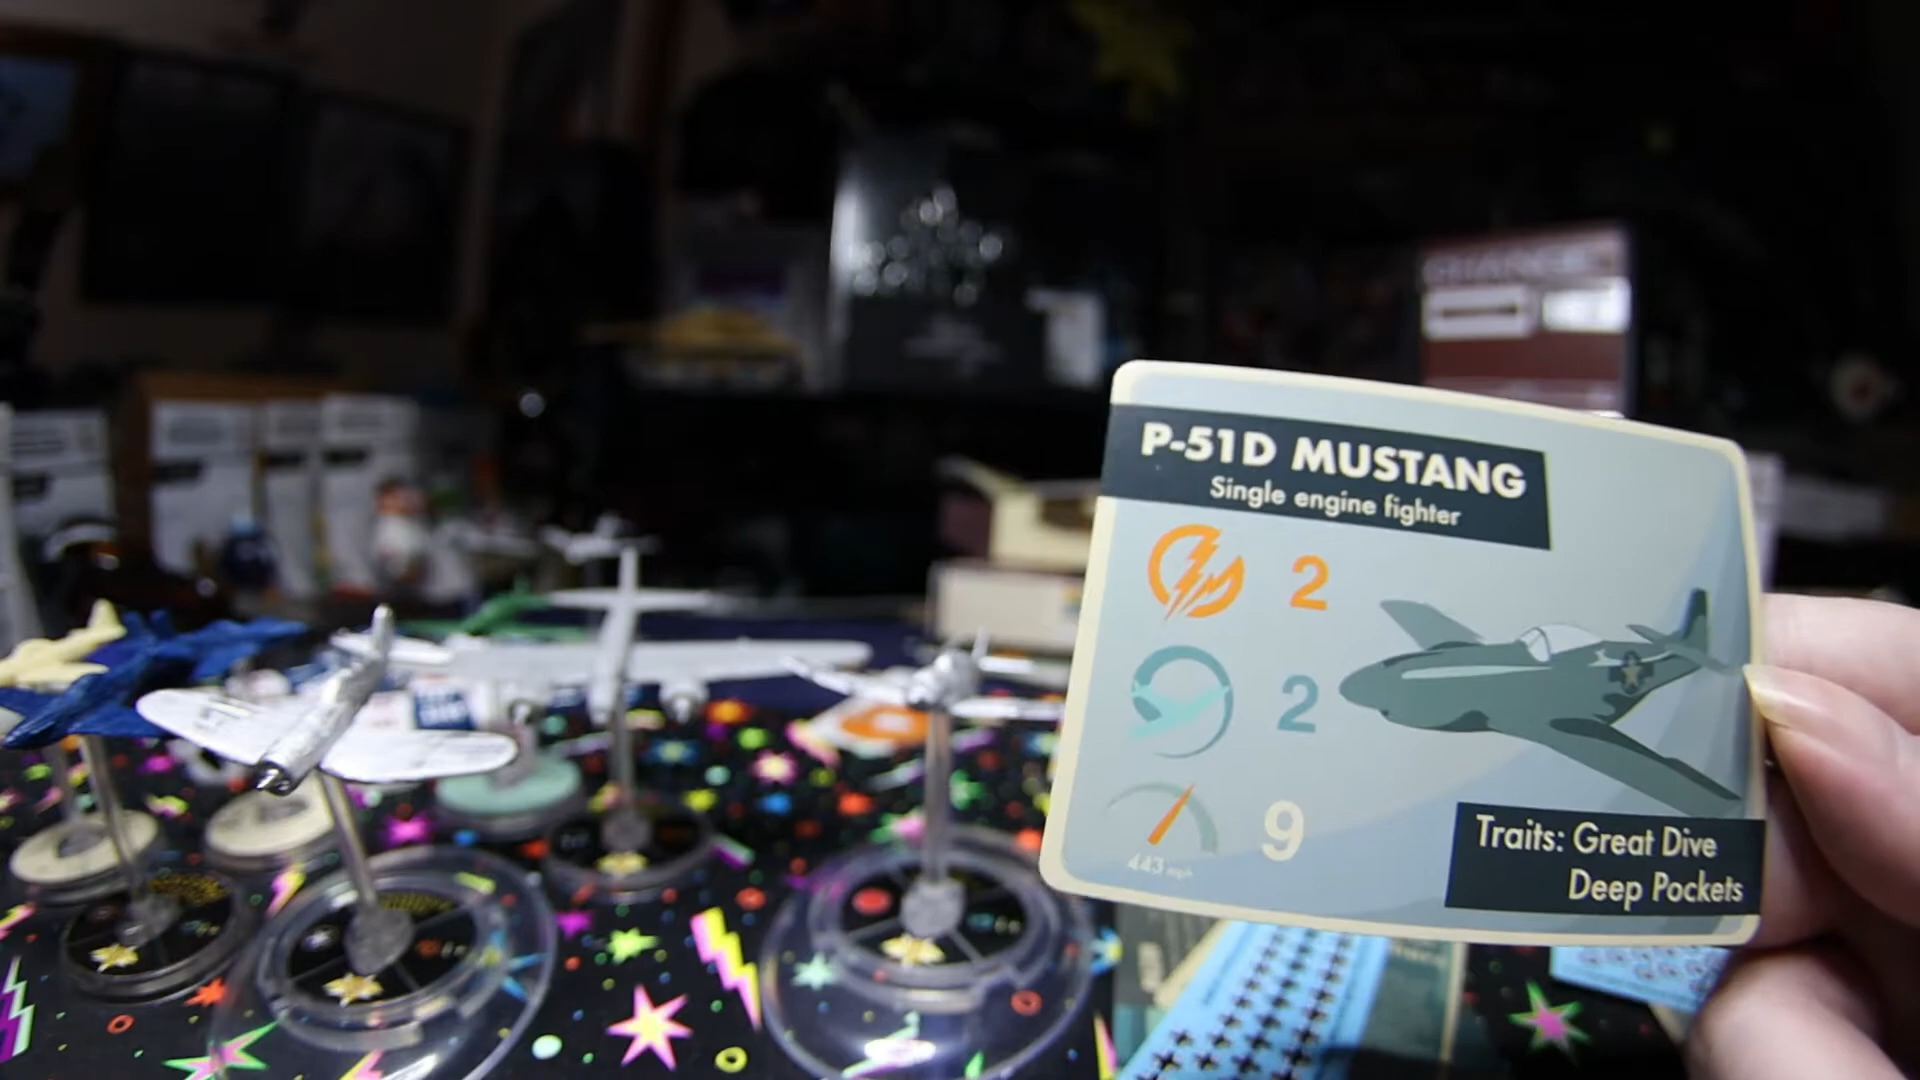 P-51D MUSTANG
Single engine fighter
2
2
9
443 mph
Traits: Great Dive
Deep Pockets